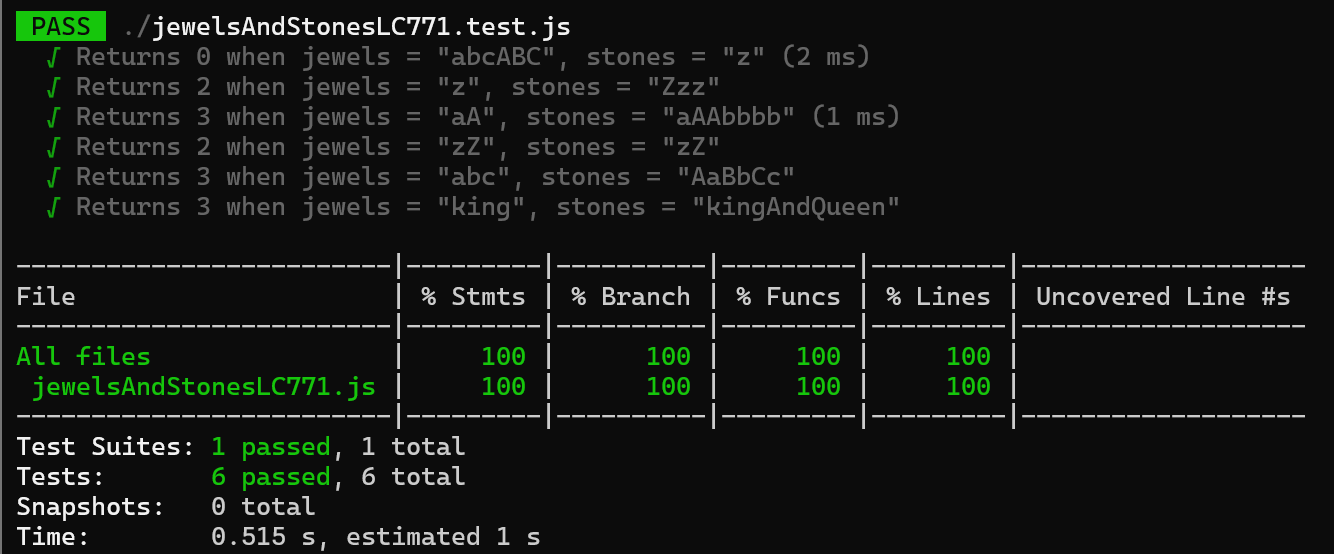 PASS ./jewelsAndStonesLC771.test.js
√ Returns 0 when jewels = "abcABC", stones = "z" (2 ms)
√ Returns 2 when jewels = "z", stones = "Zzz"
√ Returns 3 when jewels = "aA", stones = "aAAbbbb" (1 ms)
√ Returns 2 when jewels = "zZ", stones = "zZ"
√ Returns 3 when jewels = "abc", stones = "AaBbCc"
√ Returns 3 when jewels = "king", stones = "kingAndQueen"
-------------------------|---------|----------|---------|---------|-------------------
File                     | % Stmts | % Branch | % Funcs | % Lines | Uncovered Line #s
-------------------------|---------|----------|---------|---------|-------------------
All files                |     100 |      100 |     100 |     100 |
 jewelsAndStonesLC771.js |     100 |      100 |     100 |     100 |
-------------------------|---------|----------|---------|---------|-------------------
Test Suites: 1 passed, 1 total
Tests:       6 passed, 6 total
Snapshots:   0 total
Time:        0.515 s, estimated 1 s